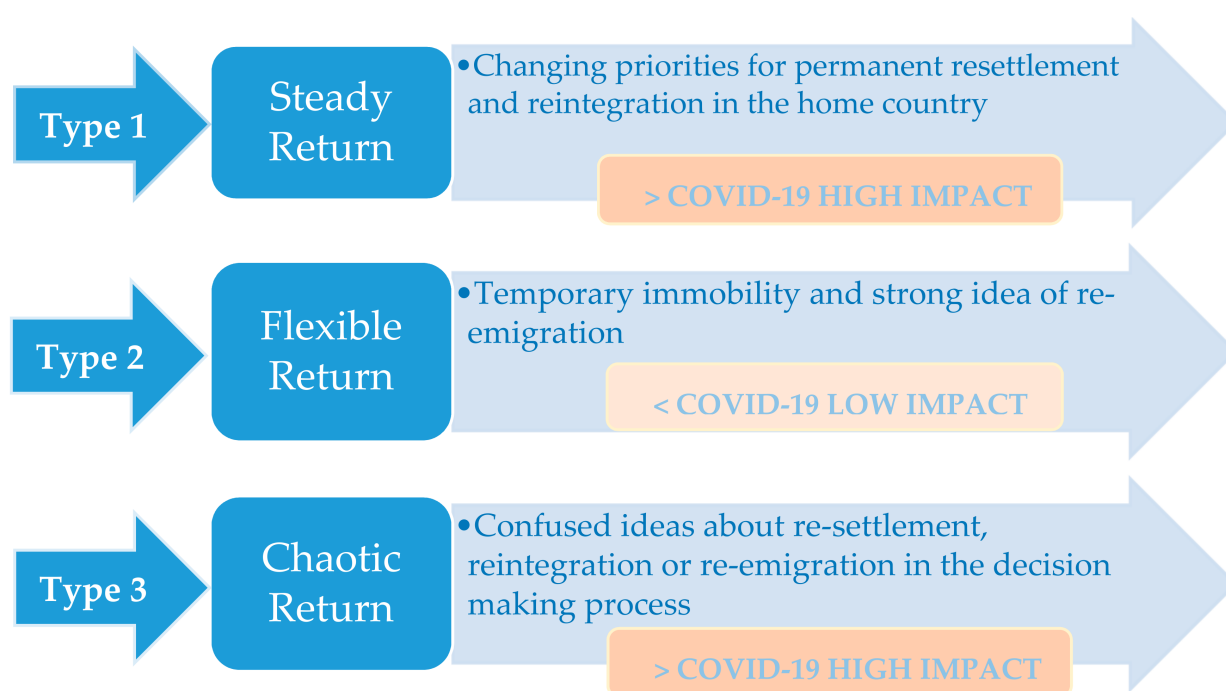 Type 1
Steady
Return
•Changing priorities for permanent resettlement
and reintegration in the home country
> COVID-19 HIGH IMPACT
Type 2
Flexible
Return
•Temporary immobility and strong idea of re-
emigration
< COVID-19 LOW IMPACT
Type 3
Chaotic
Return
•Confused ideas about re-settlement,
reintegration or re-emigration in the decision
making process
> COVID-19 HIGH IMPACT